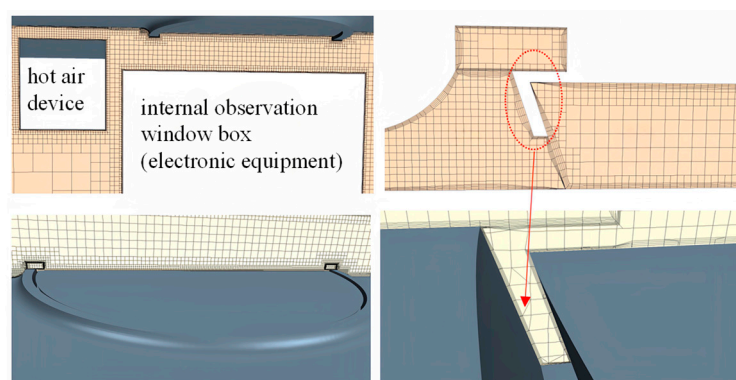 hot air
device
internal observation
window box
(electronic equipment)